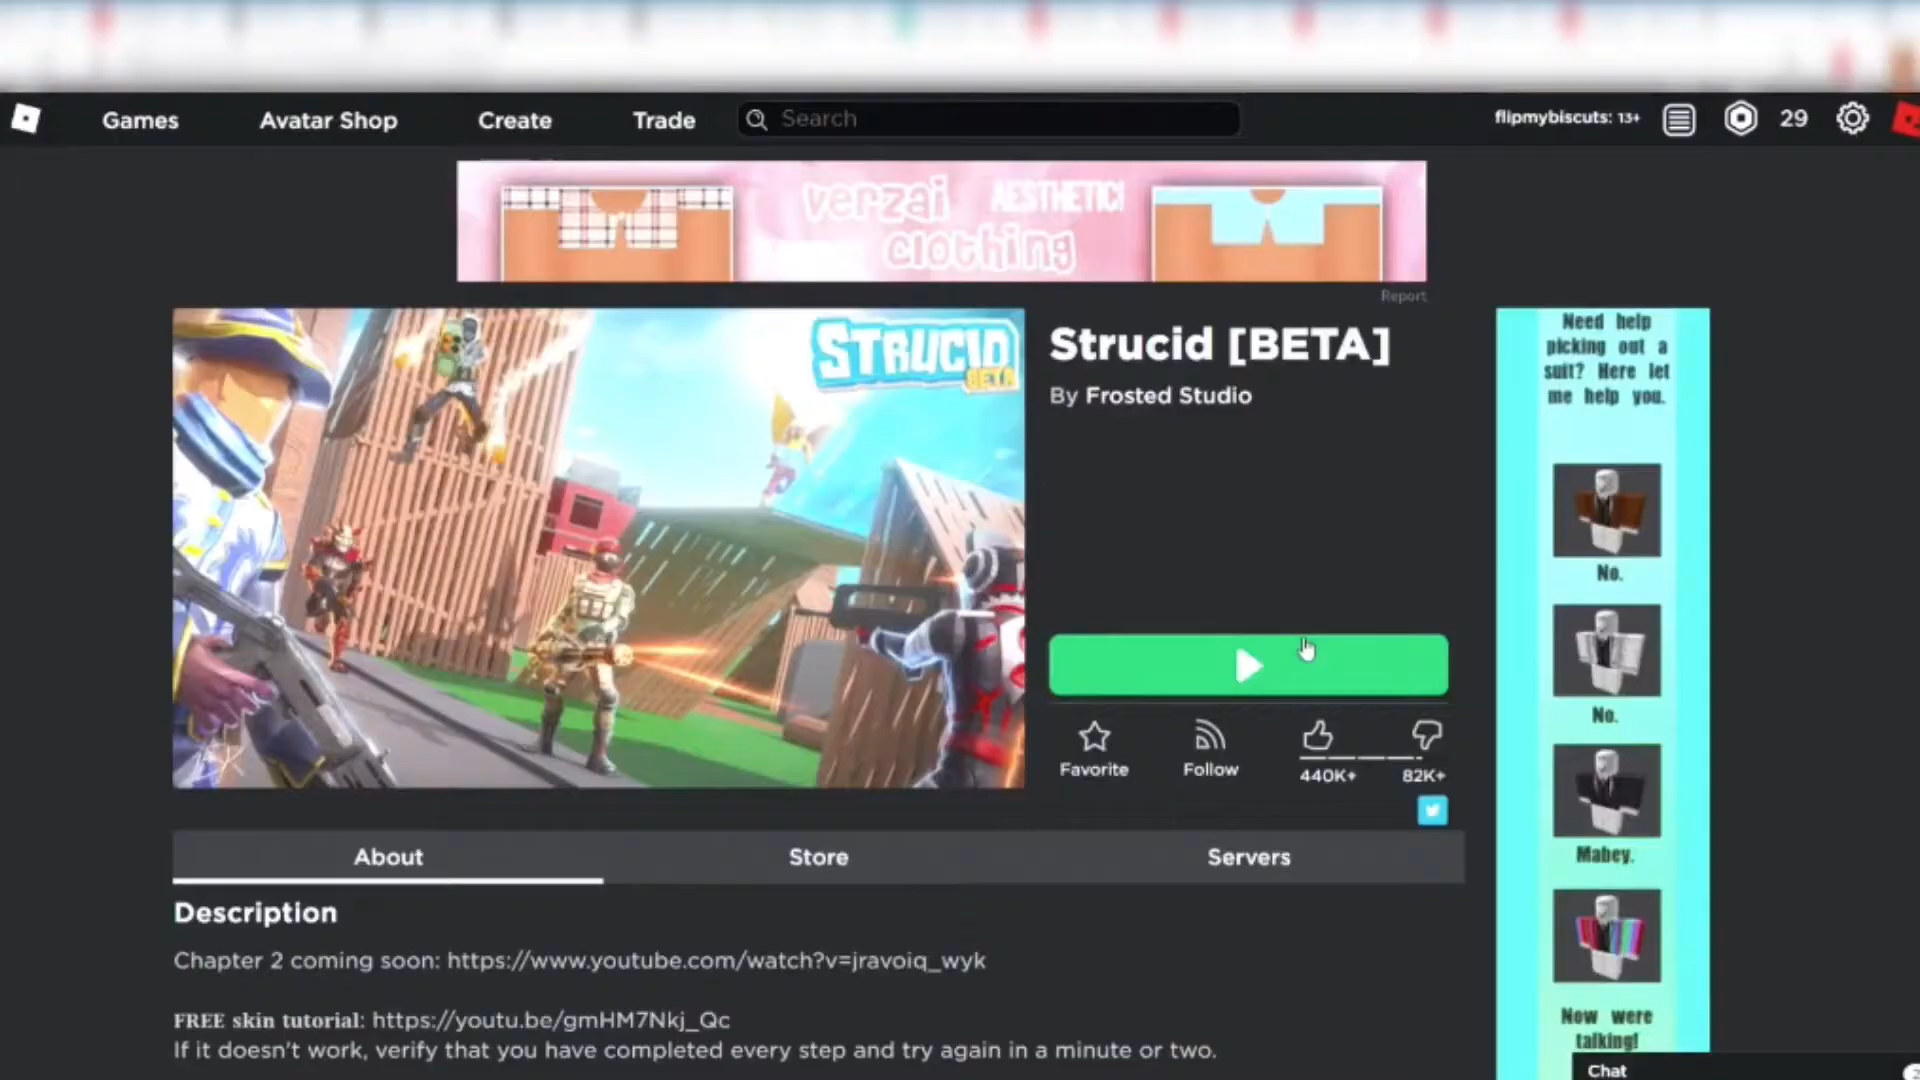 Games
Avatar Shop
Create
Trade
Search
flipmybiscuts: 13+
29
verzai AESTHETIC!
clothing
Report
STRUCID
BETA
Strucid [BETA]
By Frosted Studio
Favorite
Follow
440K+
82K+
Need help
picking out a
suit? Here let
me help you.
No.
No.
Mabey.
Now were
talking!
About
Store
Servers
Description
Chapter 2 coming soon: https://www.youtube.com/watch?v=jravoiq_wyk
FREE skin tutorial: https://youtu.be/gmHM7Nkj_Qc
If it doesn't work, verify that you have completed every step and try again in a minute or two.
Chat